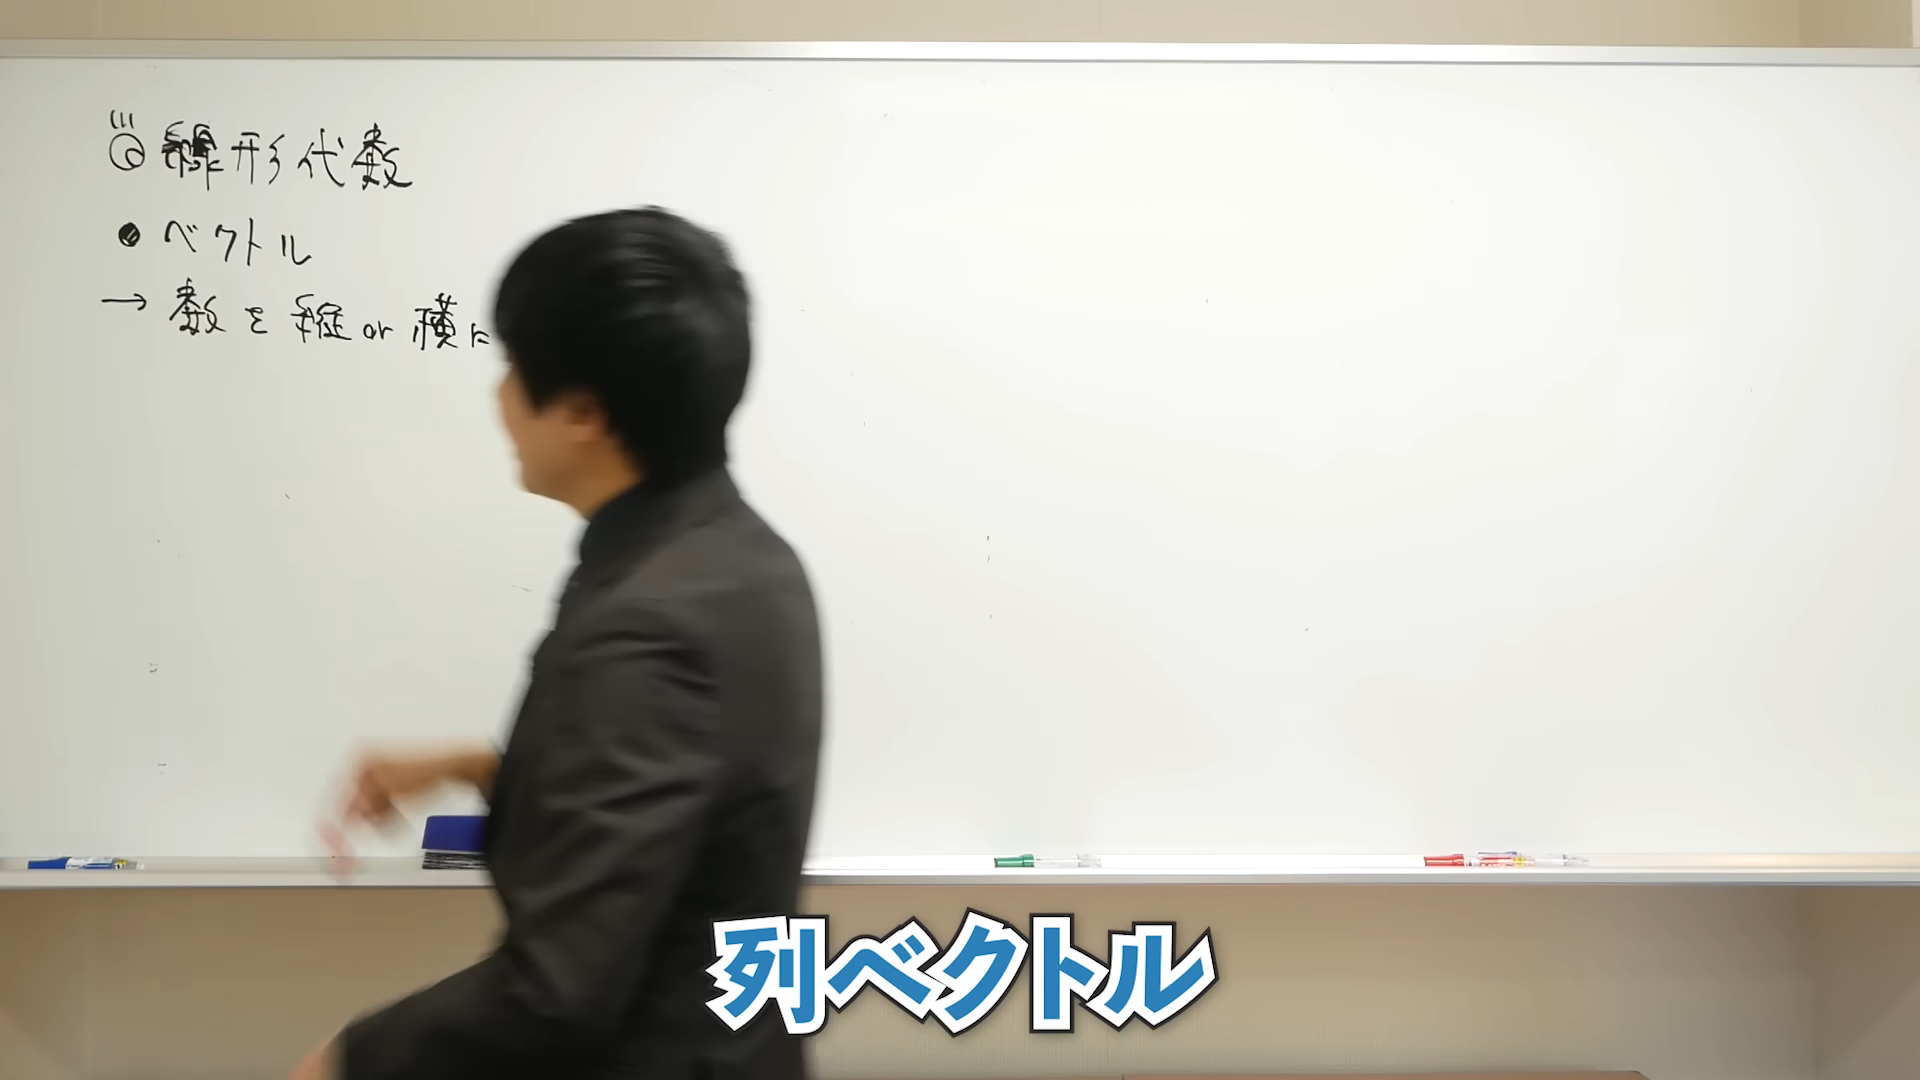 線形代数
• ベクトル
→ 数を縦or横に
列ベクトル